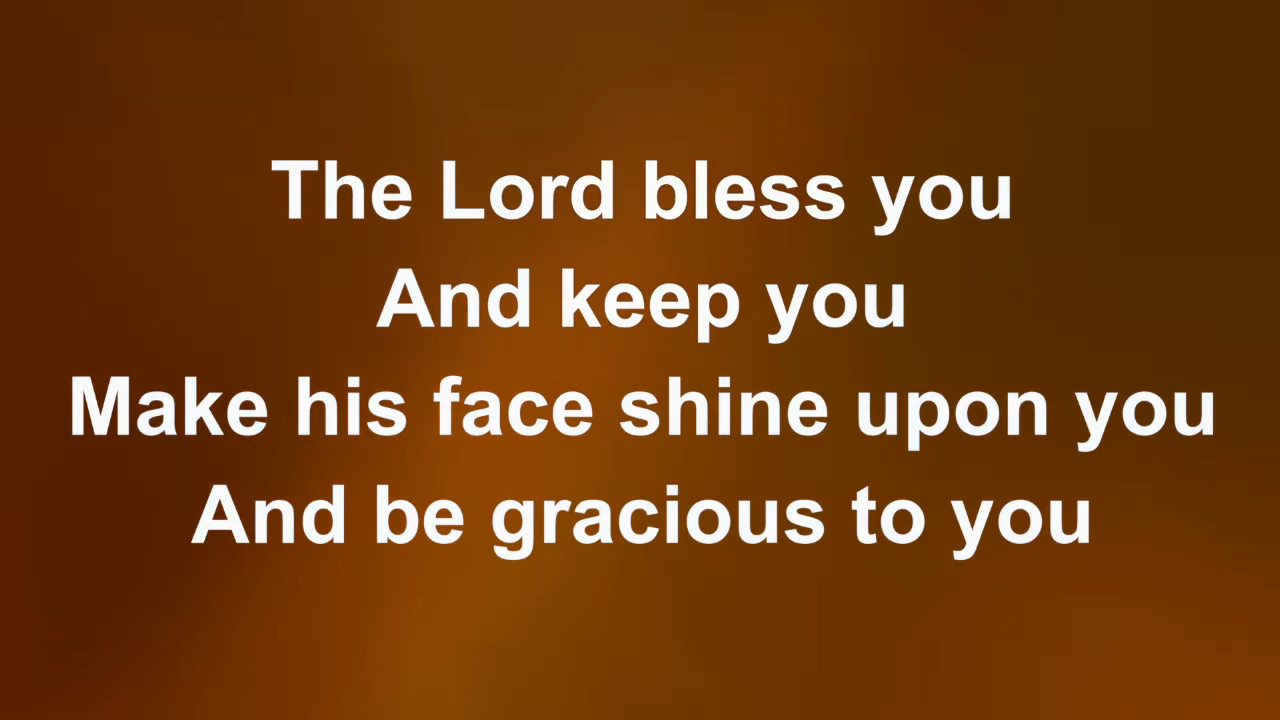 The Lord bless you
And keep you
Make his face shine upon you
And be gracious to you